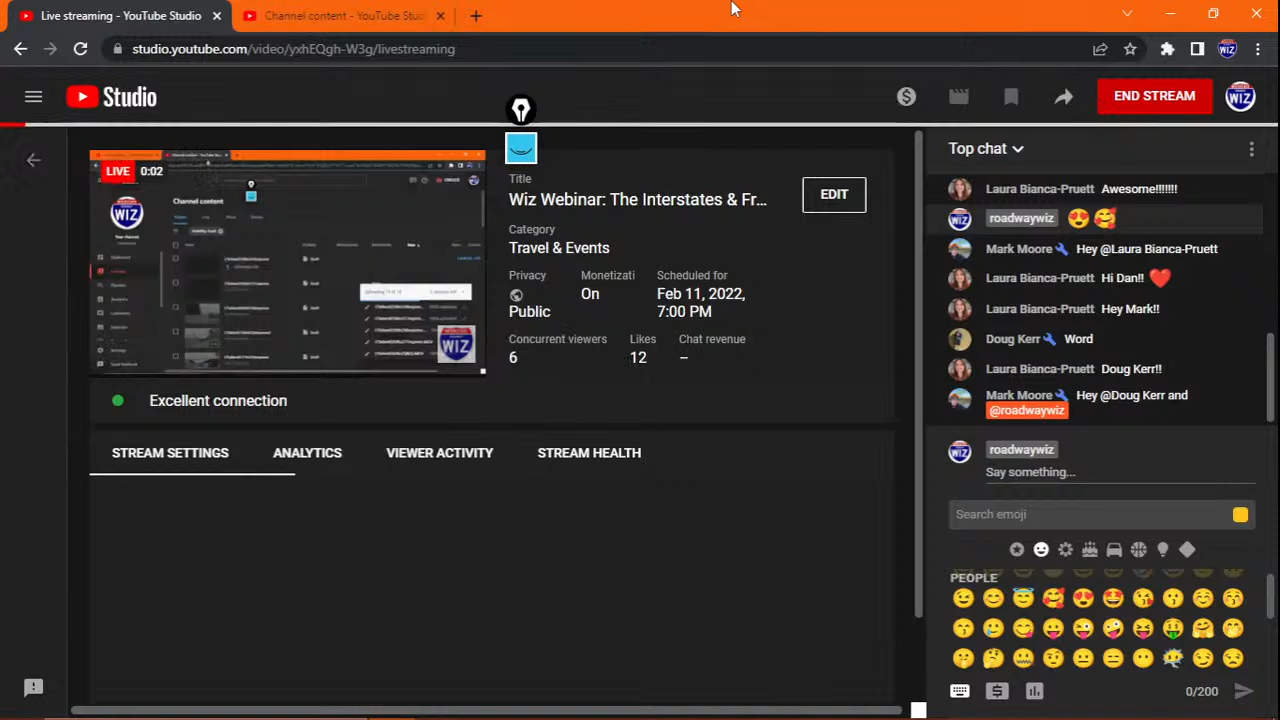 Live streaming - YouTube Studio
Channel content - YouTube Stu
studio.youtube.com/video/yxhEQgh-W3g/livestreaming
Studio
END STREAM
WIZ
LIVE 0:02
Channel content
WIZ
Title
Wiz Webinar: The Interstates & Fr...
EDIT
Category
Travel & Events
Privacy
Public
Monetizati
On
Scheduled for
Feb 11, 2022,
7:00 PM
Concurrent viewers
6
Likes
12
Chat revenue
–
Excellent connection
STREAM SETTINGS
ANALYTICS
VIEWER ACTIVITY
STREAM HEALTH
Top chat
Laura Bianca-Pruett Awesome!!!!!!!
roadwaywiz 😍 🥰
Mark Moore Hey @Laura Bianca-Pruett
Laura Bianca-Pruett Hi Dan!! ❤️
Laura Bianca-Pruett Hey Mark!!
Doug Kerr Word
Laura Bianca-Pruett Doug Kerr!!
Mark Moore Hey @Doug Kerr and
@roadwaywiz
roadwaywiz
Say something...
Search emoji
PEOPLE
0/200